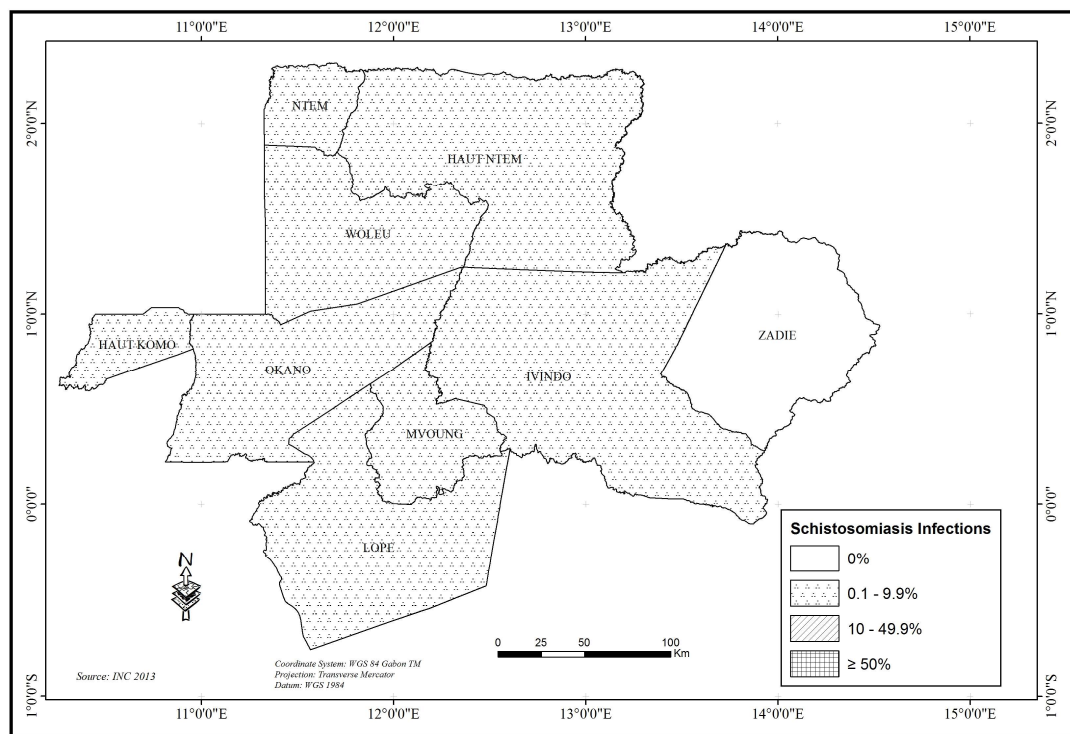 11°0'0"E 12°0'0"E 13°0'0"E 14°0'0"E 15°0'0"E
2°0'0"N 2°0'0"N
NTEM
HAUT NTEM
WOLEU
1°0'0"N 1°0'0"N
HAUT KOMO
OKANO
IVINDO
ZADIE
MVOUNG
0°0'0" 0°0'0"
LOPE
N
Schistosomiasis Infections
0%
0.1 - 9.9%
10 - 49.9%
≥ 50%
0 25 50 100
Km
Source: INC 2013
Coordinate System: WGS 84 Gabon TM
Projection: Transverse Mercator
Datum: WGS 1984
1°0'0"S 1°0'0"S
11°0'0"E 12°0'0"E 13°0'0"E 14°0'0"E 15°0'0"E